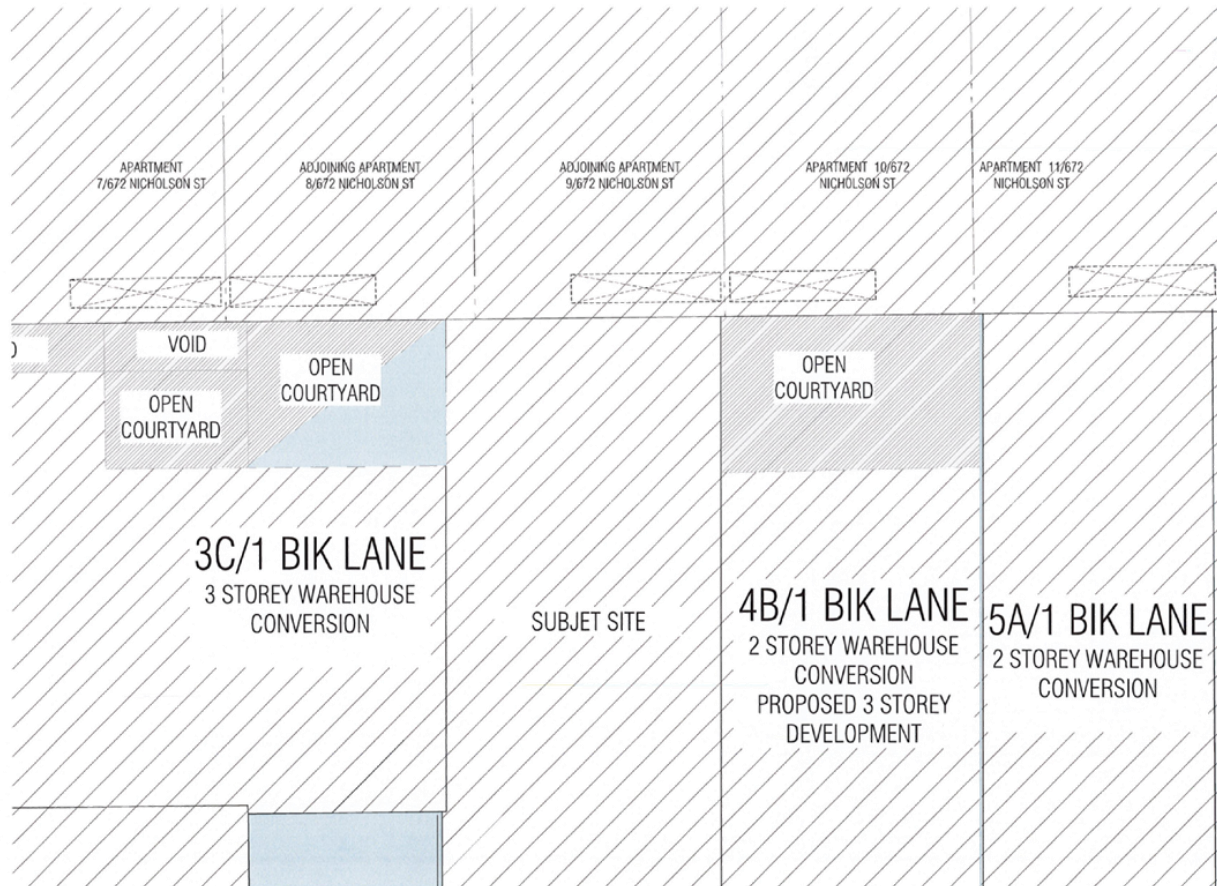 APARTMENT
7/672 NICHOLSON ST
ADJOINING APARTMENT
8/672 NICHOLSON ST
ADJOINING APARTMENT
9/672 NICHOLSON ST
APARTMENT 10/672
NICHOLSON ST
APARTMENT 11/672
NICHOLSON ST
VOID
OPEN
COURTYARD
OPEN
COURTYARD
OPEN
COURTYARD
3C/1 BIK LANE
3 STOREY WAREHOUSE
CONVERSION
SUBJET SITE
4B/1 BIK LANE
2 STOREY WAREHOUSE
CONVERSION
PROPOSED 3 STOREY
DEVELOPMENT
5A/1 BIK LANE
2 STOREY WAREHOUSE
CONVERSION